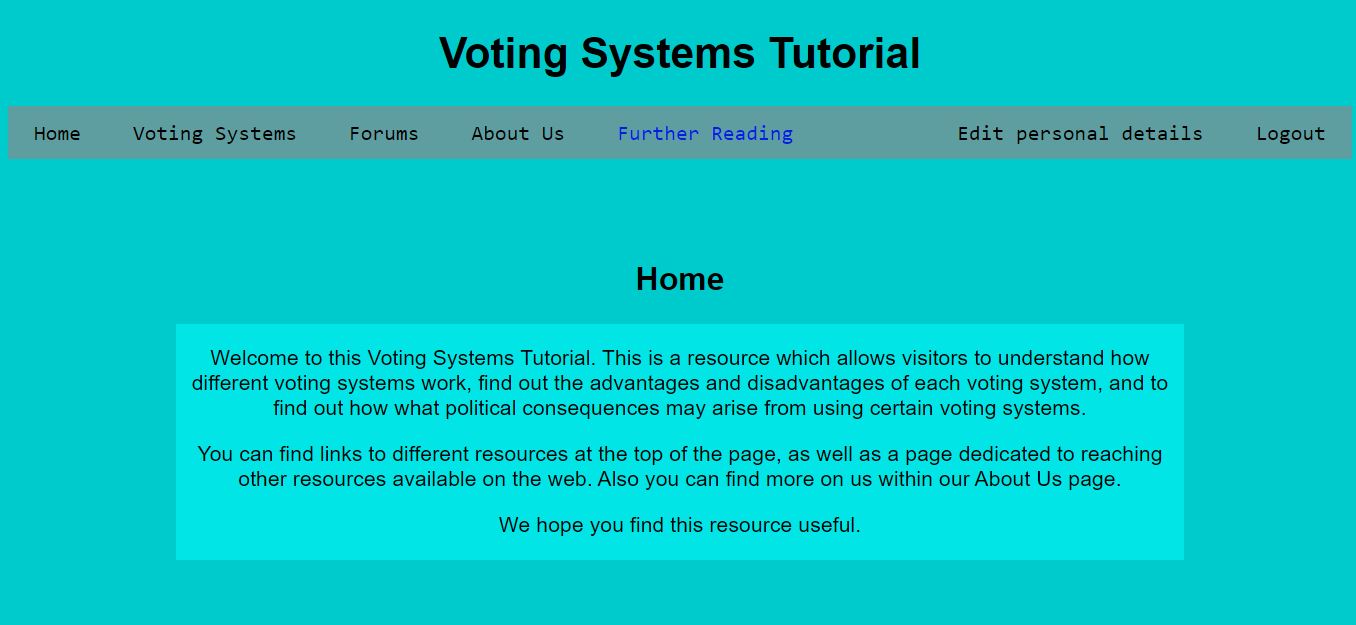 Voting Systems Tutorial
Home Voting Systems Forums About Us Further Reading Edit personal details Logout
Home
Welcome to this Voting Systems Tutorial. This is a resource which allows visitors to understand how
different voting systems work, find out the advantages and disadvantages of each voting system, and to
find out how what political consequences may arise from using certain voting systems.
You can find links to different resources at the top of the page, as well as a page dedicated to reaching
other resources available on the web. Also you can find more on us within our About Us page.
We hope you find this resource useful.